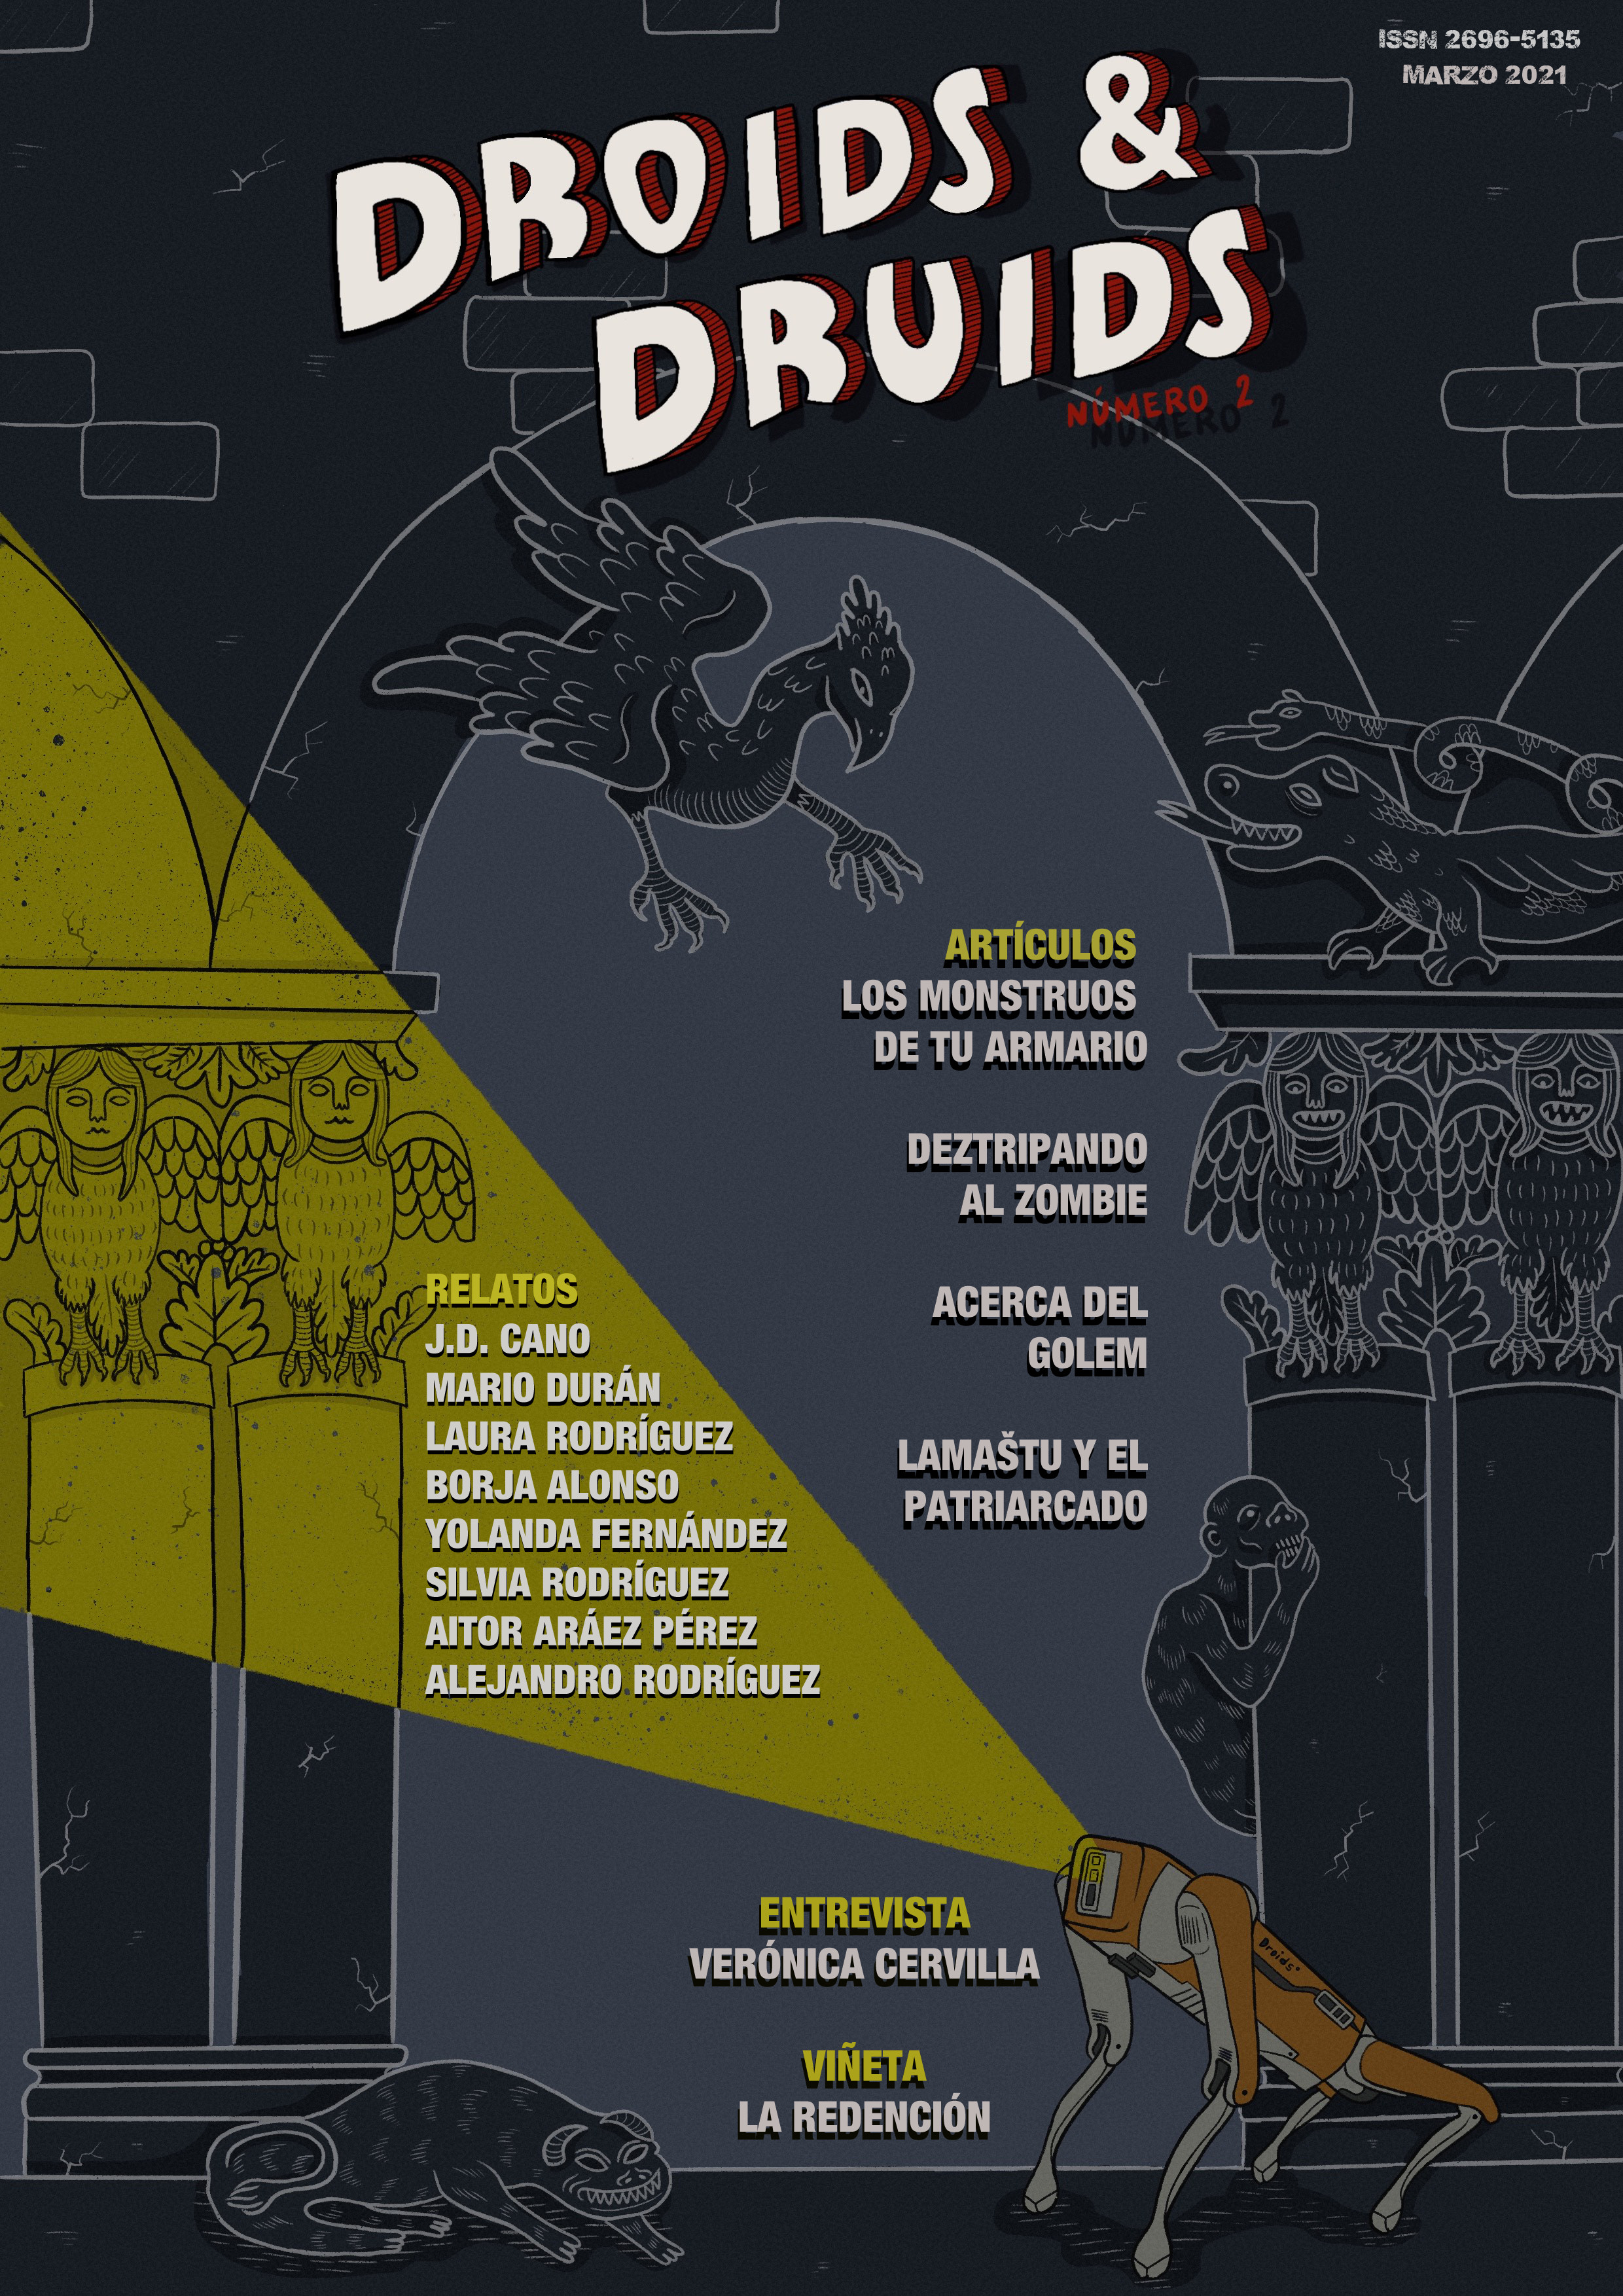 ISSN 2696-5135
MARZO 2021
DROIDS &
DRUIDS
NÚMERO 2
ARTÍCULOS
LOS MONSTRUOS
DE TU ARMARIO
DEZTRIPANDO
AL ZOMBIE
ACERCA DEL
GOLEM
LAMAŠTU Y EL
PATRIARCADO
RELATOS
J.D. CANO
MARIO DURÁN
LAURA RODRÍGUEZ
BORJA ALONSO
YOLANDA FERNÁNDEZ
SILVIA RODRÍGUEZ
AITOR ARÁEZ PÉREZ
ALEJANDRO RODRÍGUEZ
ENTREVISTA
VERÓNICA CERVILLA
VIÑETA
LA REDENCIÓN
Droids